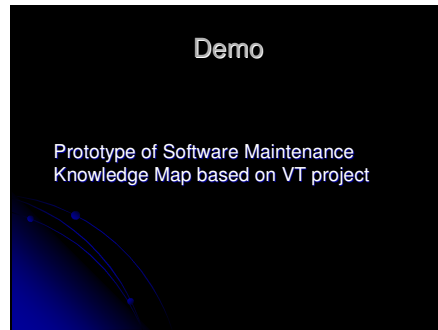 Demo
Prototype of Software Maintenance
Knowledge Map based on VT project